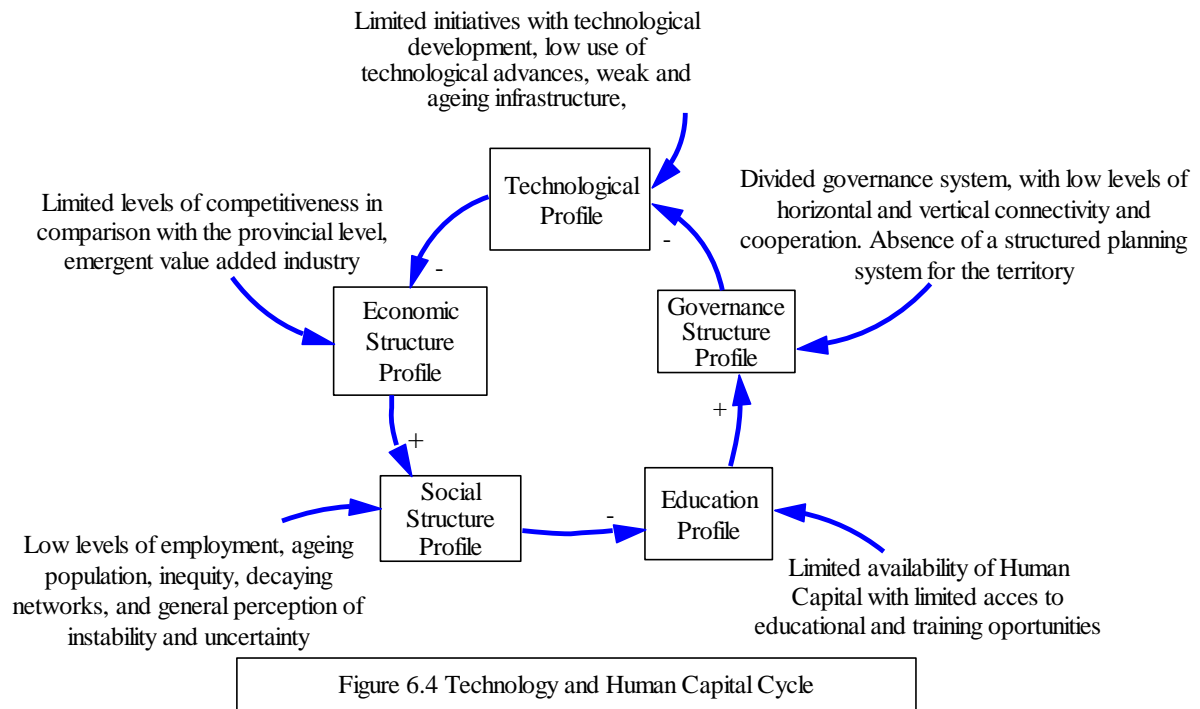 Limited initiatives with technological
development, low use of
technological advances, weak and
ageing infrastructure,
Technological
Profile
-
Divided governance system, with low levels of
horizontal and vertical connectivity and
cooperation. Absence of a structured planning
system for the territory
Limited levels of competitiveness in
comparison with the provincial level,
emergent value added industry
-
Economic
Structure
Profile
Governance
Structure
Profile
+
+
Social
Structure
Profile
-
Education
Profile
Low levels of employment, ageing
population, inequity, decaying
networks, and general perception of
instability and uncertainty
Limited availability of Human
Capital with limited acces to
educational and training oportunities
Figure 6.4 Technology and Human Capital Cycle